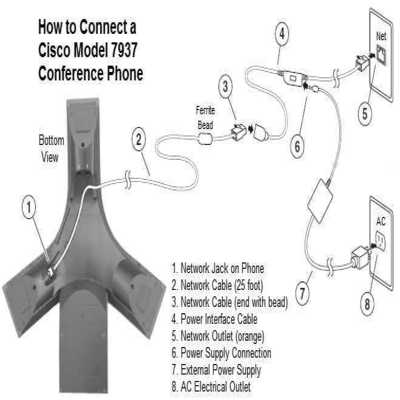 How to Connect a
Cisco Model 7937
Conference Phone
Net
4
3
Ferrite
Bead
Bottom
View
2
5
6
1
AC
7
8
1. Network Jack on Phone
2. Network Cable (25 foot)
3. Network Cable (end with bead)
4. Power Interface Cable
5. Network Outlet (orange)
6. Power Supply Connection
7. External Power Supply
8. AC Electrical Outlet